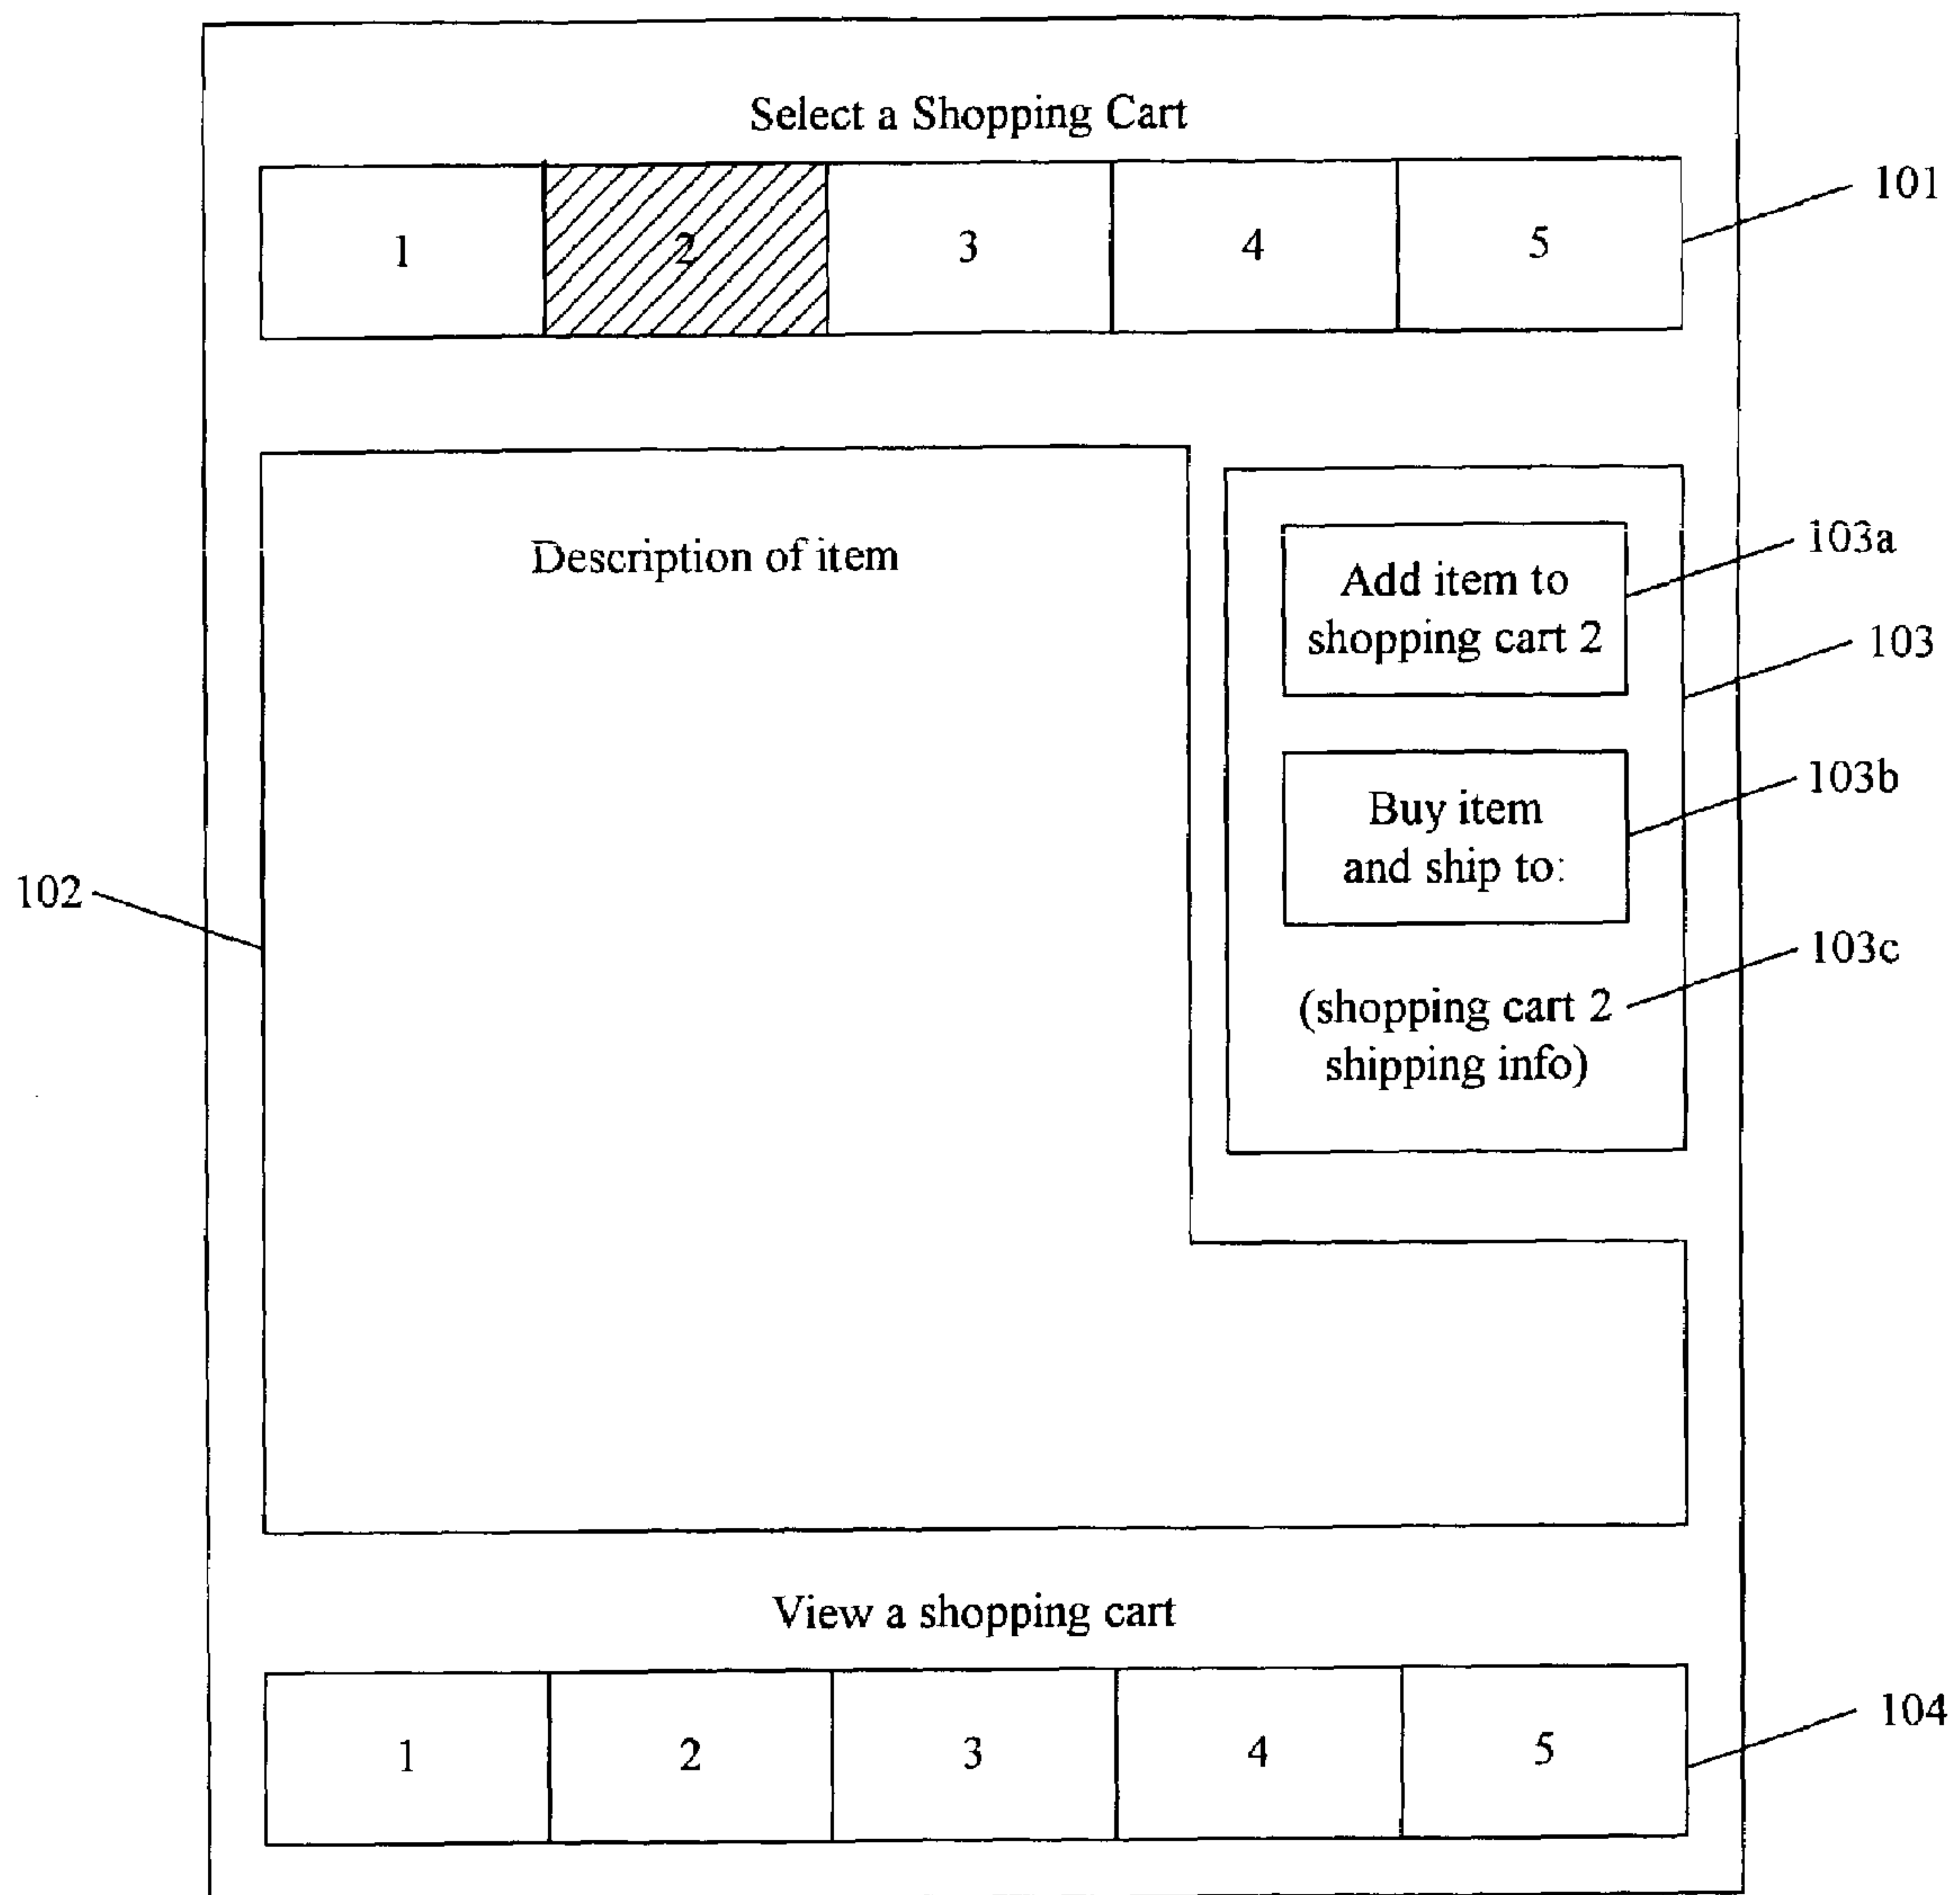 Select a Shopping Cart
1 2 3 4 5
101
Description of item
Add item to
shopping cart 2
103a
103
Buy item
and ship to:
103b
102
103c
(shopping cart 2
shipping info)
View a shopping cart
1 2 3 4 5
104